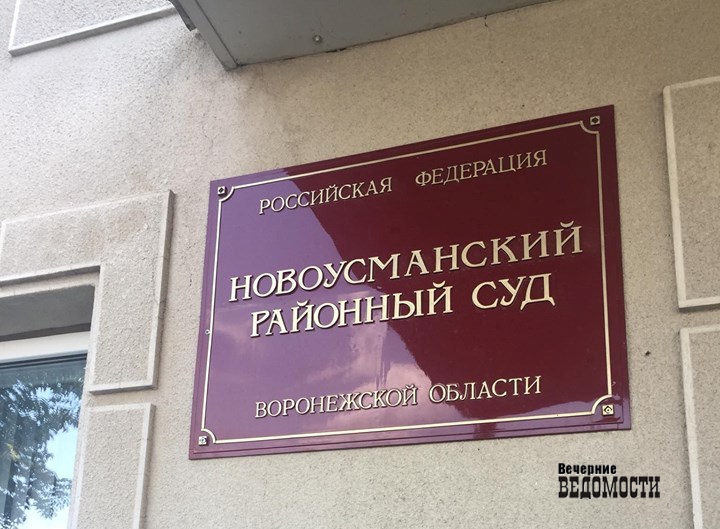 РОССИЙСКАЯ ФЕДЕРАЦИЯ
НОВОУСМАНСКИЙ
РАЙОННЫЙ СУД
ВОРОНЕЖСКОЙ ОБЛАСТИ
Вечерние
ВЕДОМОСТИ